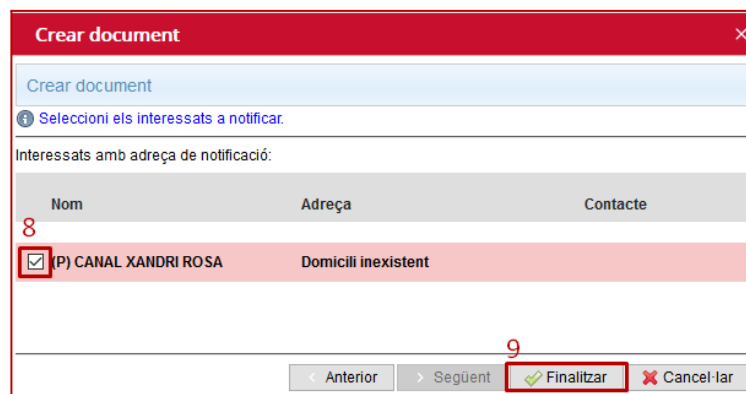 Crear document
Crear document
Seleccioni els interessats a notificar.
Interessats amb adreça de notificació:
Nom Adreça Contacte
8
(P) CANAL XANDRI ROSA Domicili inexistent
9
< Anterior > Següent Finalitzar Cancel·lar